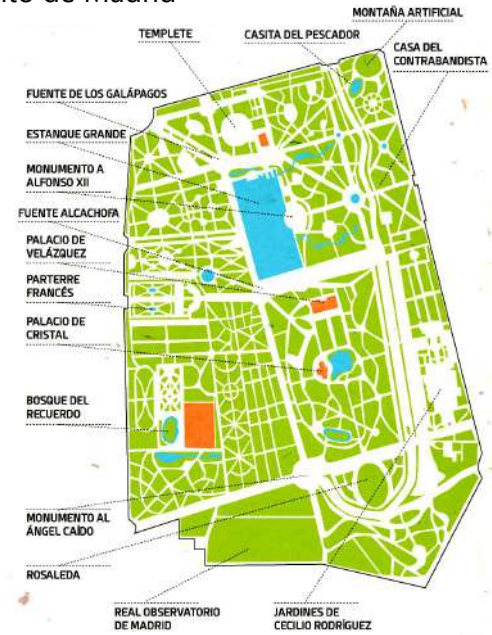 MONTAÑA ARTIFICIAL
TEMPLETE
CASITA DEL PESCADOR
CASA DEL
CONTRABANDISTA
FUENTE DE LOS GALÁPAGOS
ESTANQUE GRANDE
MONUMENTO A
ALFONSO XII
FUENTE ALCACHOFA
PALACIO DE
VELÁZQUEZ
PARTERRE
FRANCÉS
PALACIO DE
CRISTAL
BOSQUE DEL
RECUERDO
MONUMENTO AL
ÁNGEL CAÍDO
ROSALEDA
REAL OBSERVATORIO
DE MADRID
JARDINES DE
CECILIO RODRÍGUEZ